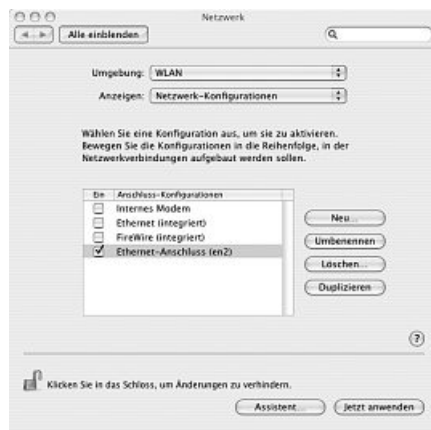 Netzwerk
Alle einblenden
Umgebung: WLAN
Anzeigen: Netzwerk-Konfigurationen
Wählen Sie eine Konfiguration aus, um sie zu aktivieren.
Bewegen Sie die Konfigurationen in die Reihenfolge, in der
Netzwerkverbindungen aufgebaut werden sollen.
Ein Anschluss-Konfigurationen
Internes Modem
Ethernet (integriert)
FireWire (integriert)
Ethernet-Anschluss (en2)
Neu...
Umbenennen
Löschen...
Duplizieren
?
Klicken Sie in das Schloss, um Änderungen zu verhindern.
Assistent...
Jetzt anwenden